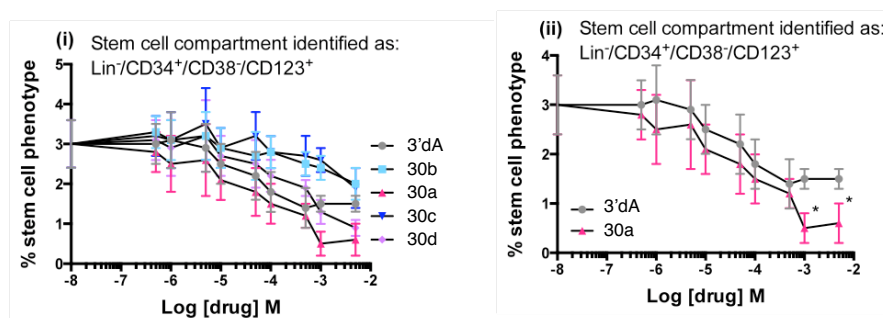 (i) Stem cell compartment identified as:
Lin⁻/CD34⁺/CD38⁻/CD123⁺
% stem cell phenotype
5
4
3
2
1
0
-8 -7 -6 -5 -4 -3 -2
Log [drug] M
3'dA
30b
30a
30c
30d
(ii) Stem cell compartment identified as:
Lin⁻/CD34⁺/CD38⁻/CD123⁺
% stem cell phenotype
4
3
2
1
0
3'dA
30a
* *
-8 -7 -6 -5 -4 -3 -2
Log [drug] M